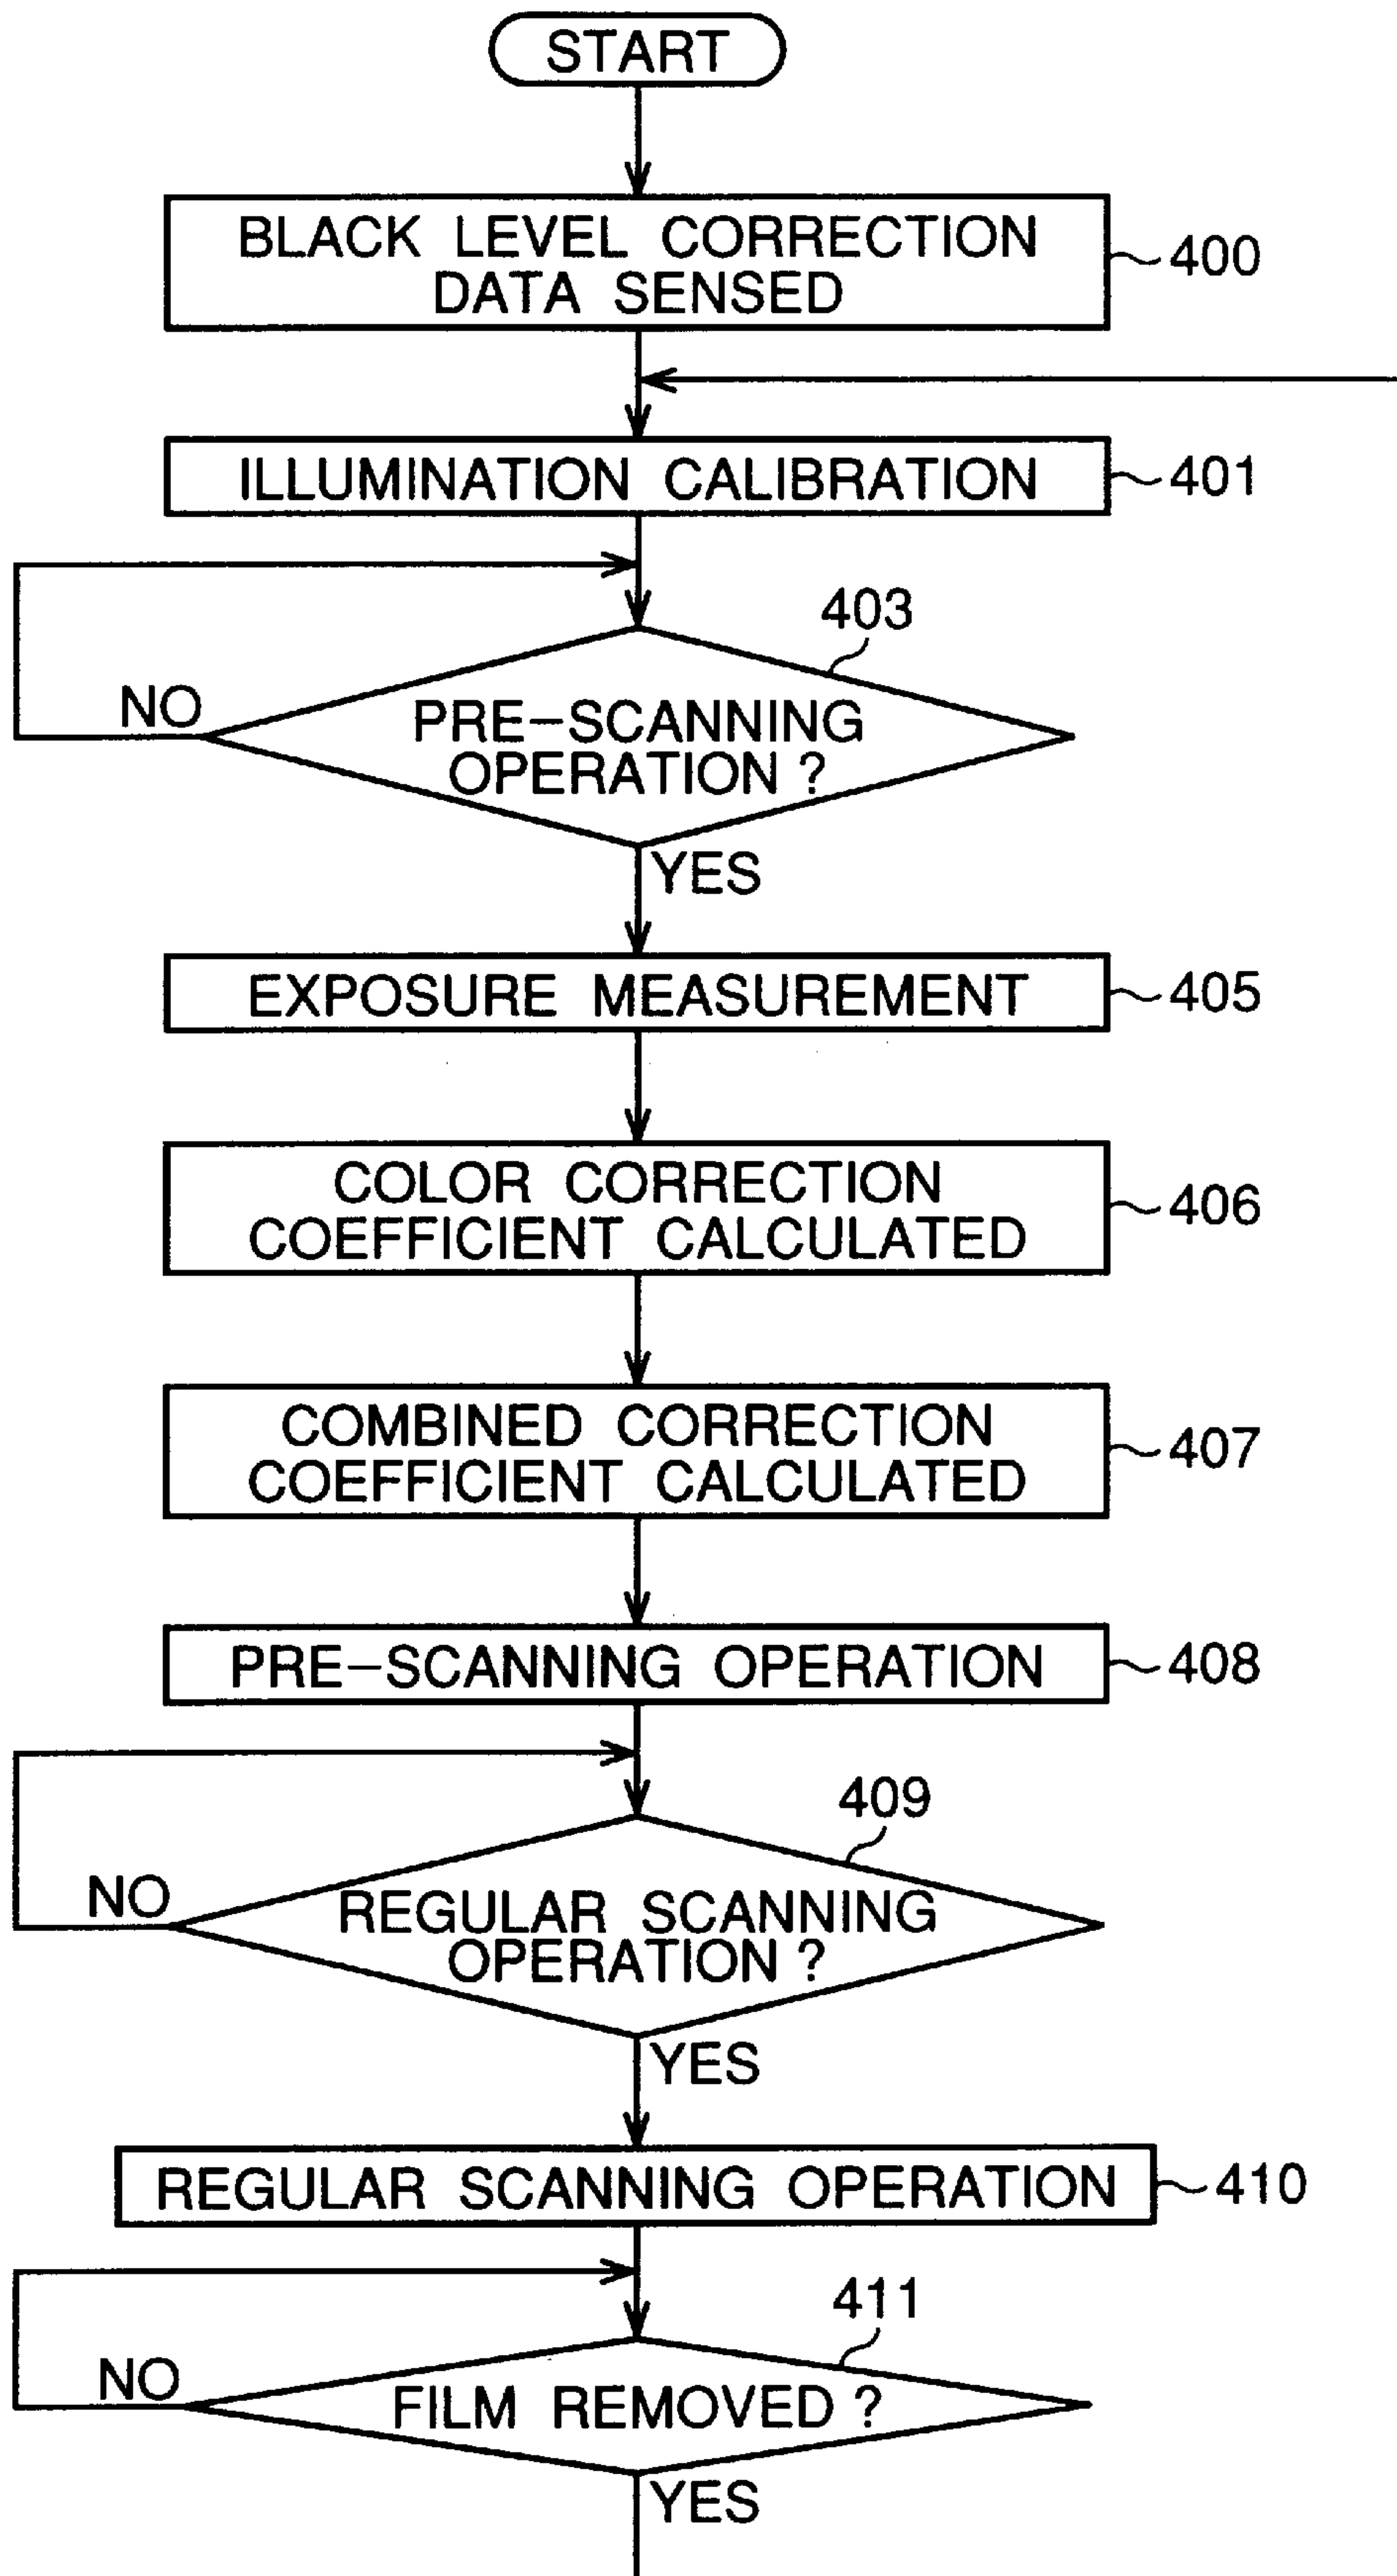 START
BLACK LEVEL CORRECTION
DATA SENSED
400
ILLUMINATION CALIBRATION
401
403
NO
PRE-SCANNING
OPERATION ?
YES
EXPOSURE MEASUREMENT
405
COLOR CORRECTION
COEFFICIENT CALCULATED
406
COMBINED CORRECTION
COEFFICIENT CALCULATED
407
PRE-SCANNING OPERATION
408
409
NO
REGULAR SCANNING
OPERATION ?
YES
REGULAR SCANNING OPERATION
410
411
NO
FILM REMOVED ?
YES